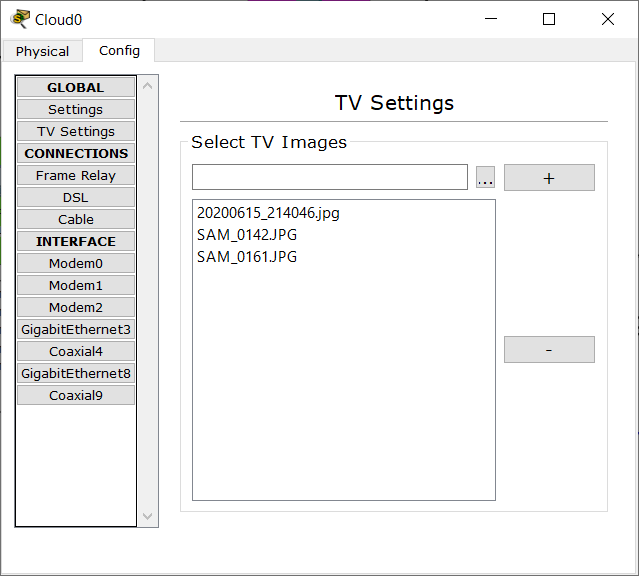 Cloud0
Physical
Config
GLOBAL
Settings
TV Settings
CONNECTIONS
Frame Relay
DSL
Cable
INTERFACE
Modem0
Modem1
Modem2
GigabitEthernet3
Coaxial4
GigabitEthernet8
Coaxial9
TV Settings
Select TV Images
...
+
20200615_214046.jpg
SAM_0142.JPG
SAM_0161.JPG
-